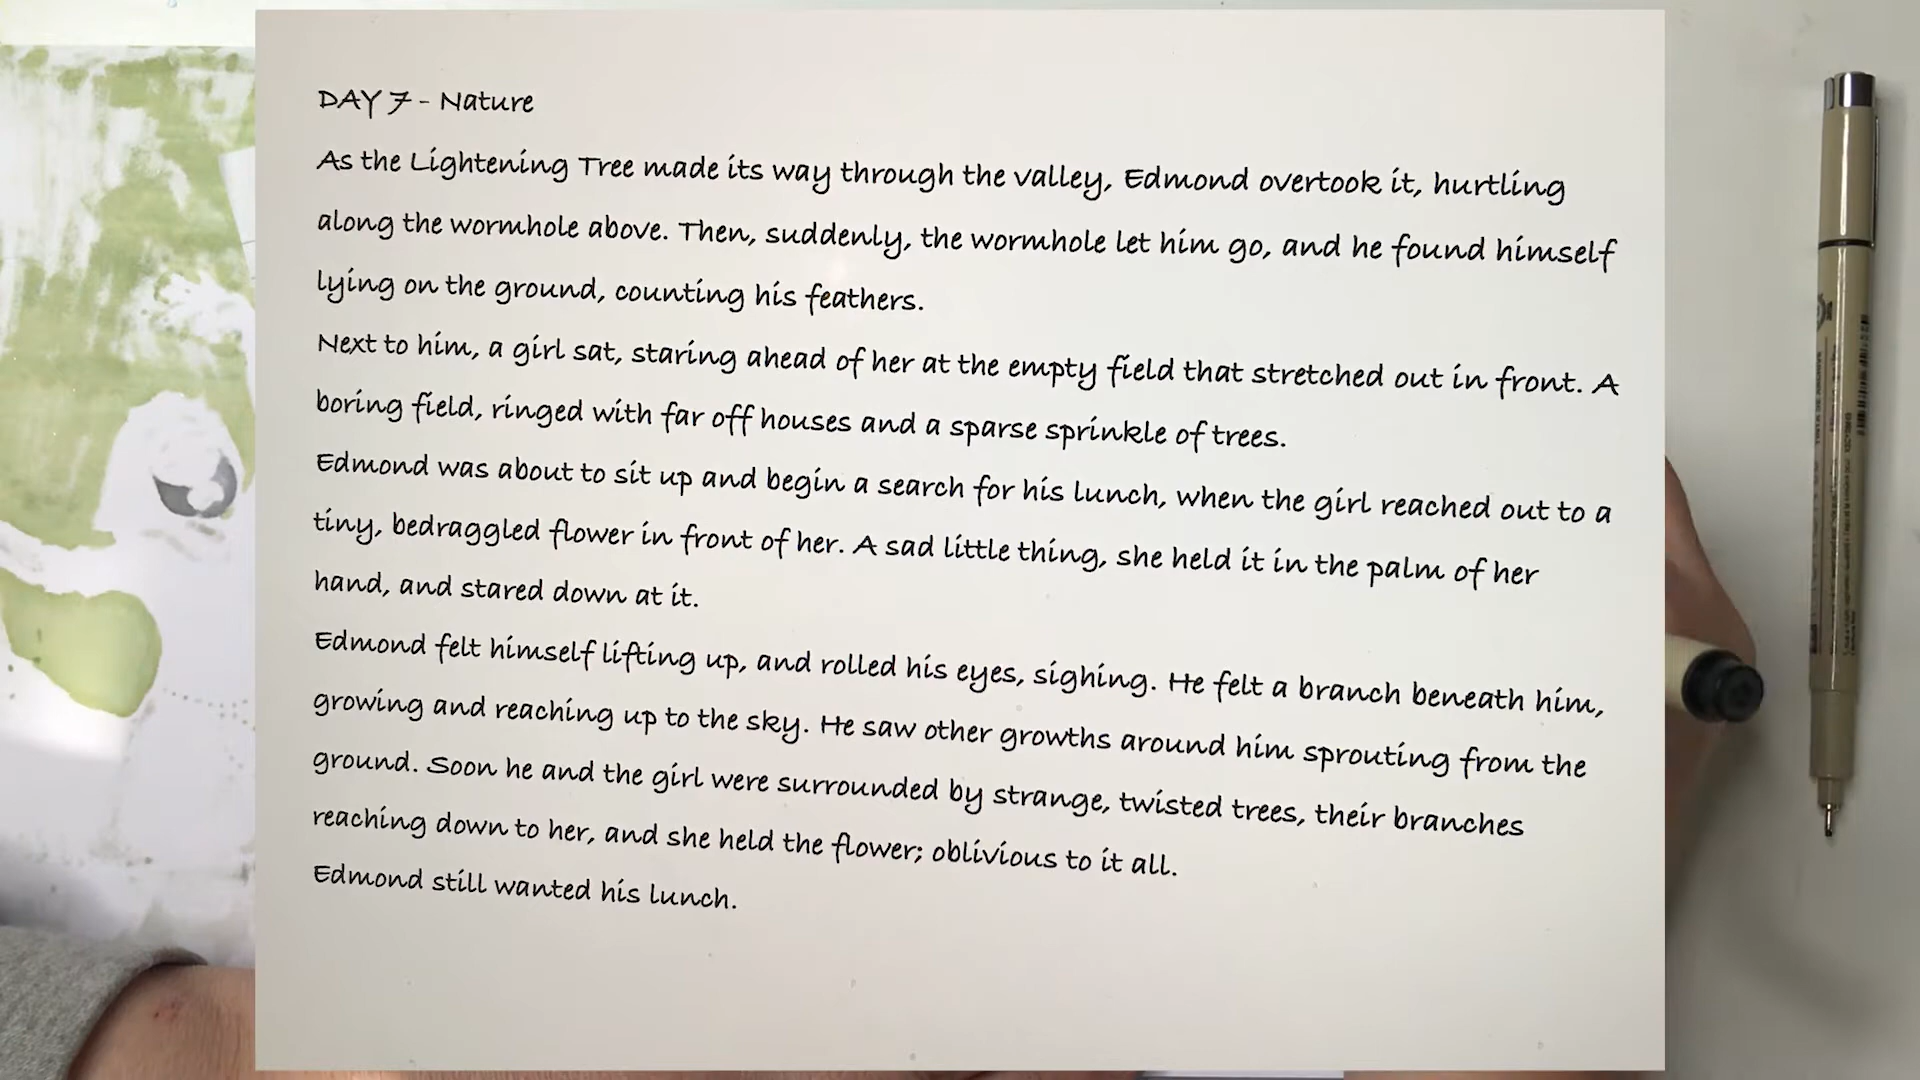 DAY 7 - Nature
As the Lightening Tree made its way through the valley, Edmond overtook it, hurtling
along the wormhole above. Then, suddenly, the wormhole let him go, and he found himself
lying on the ground, counting his feathers.
Next to him, a girl sat, staring ahead of her at the empty field that stretched out in front. A
boring field, ringed with far off houses and a sparse sprinkle of trees.
Edmond was about to sit up and begin a search for his lunch, when the girl reached out to a
tiny, bedraggled flower in front of her. A sad little thing, she held it in the palm of her
hand, and stared down at it.
Edmond felt himself lifting up, and rolled his eyes, sighing. He felt a branch beneath him,
growing and reaching up to the sky. He saw other growths around him sprouting from the
ground. Soon he and the girl were surrounded by strange, twisted trees, their branches
reaching down to her, and she held the flower; oblivious to it all.
Edmond still wanted his lunch.